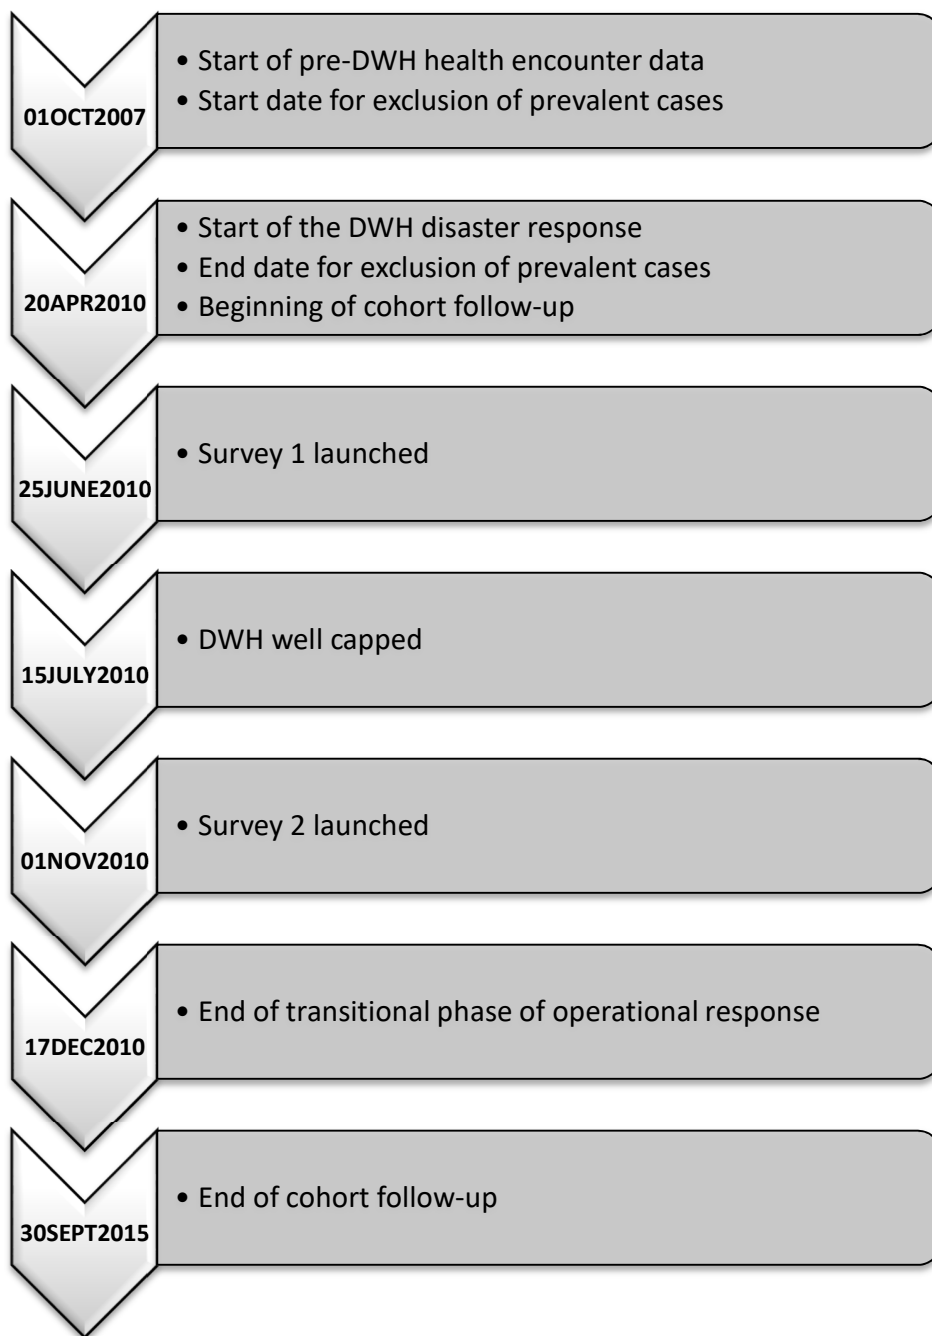 01OCT2007
• Start of pre-DWH health encounter data
• Start date for exclusion of prevalent cases
20APR2010
• Start of the DWH disaster response
• End date for exclusion of prevalent cases
• Beginning of cohort follow-up
25JUNE2010
• Survey 1 launched
15JULY2010
• DWH well capped
01NOV2010
• Survey 2 launched
17DEC2010
• End of transitional phase of operational response
30SEPT2015
• End of cohort follow-up